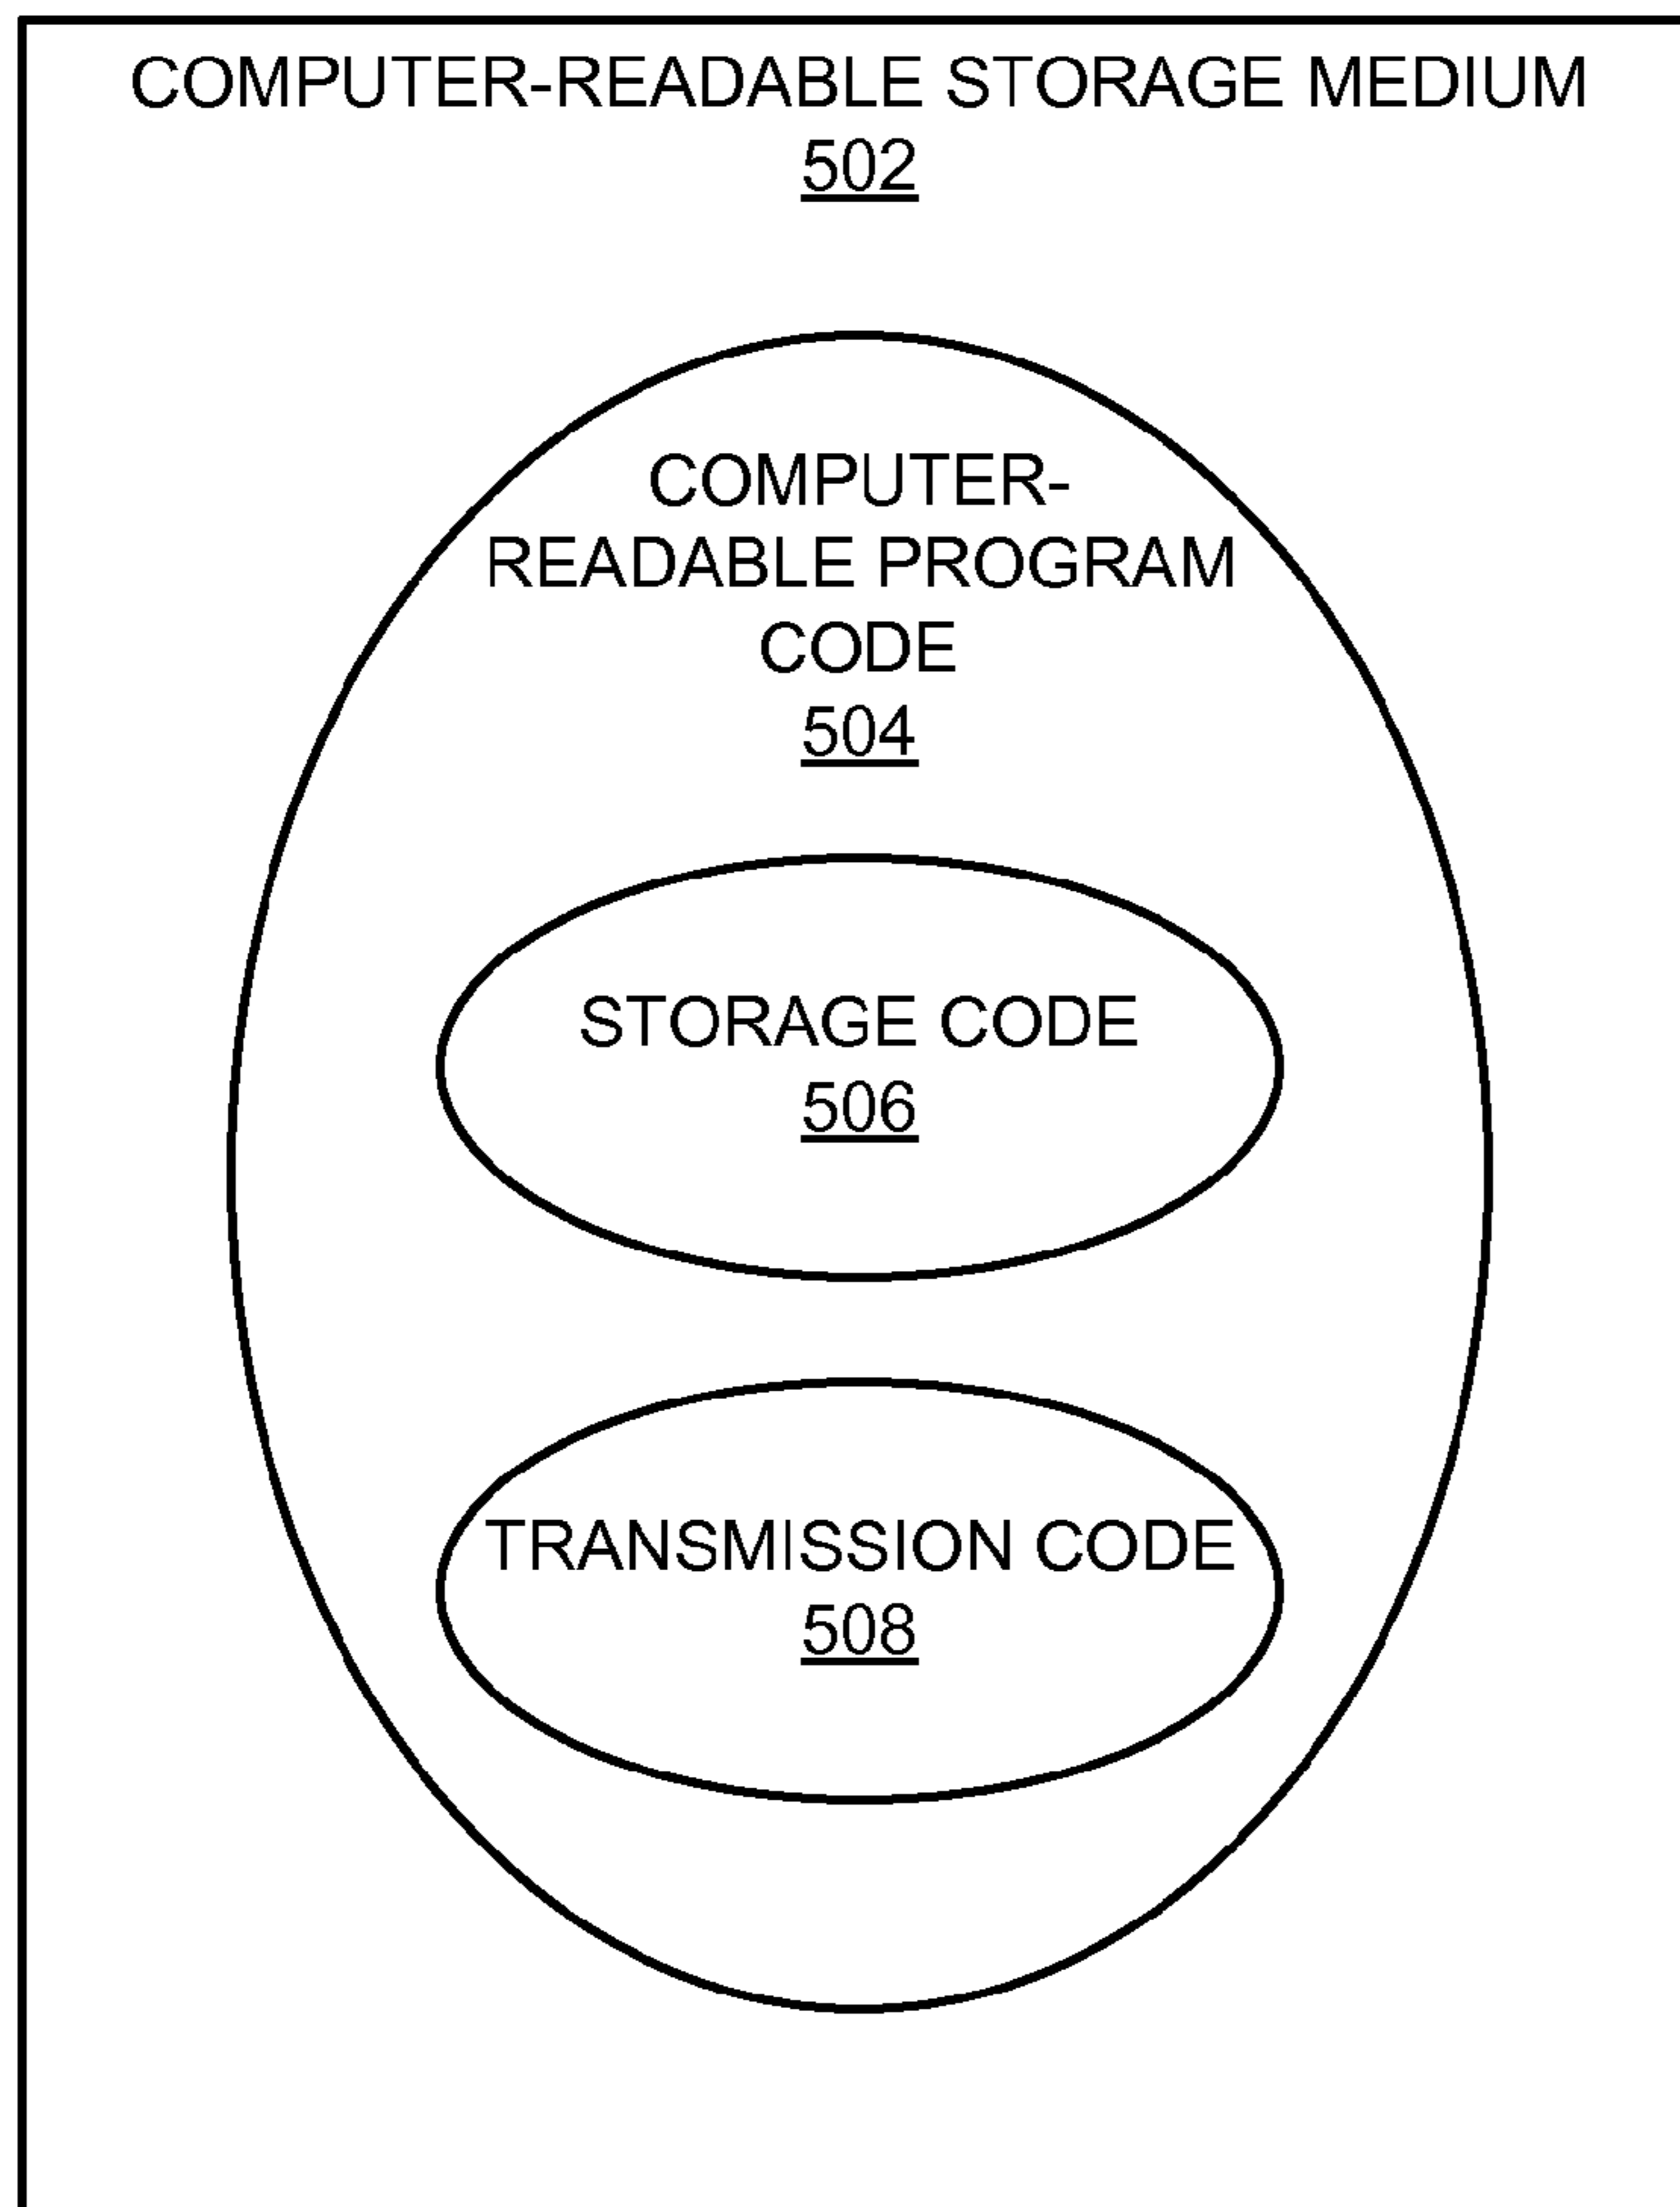 COMPUTER-READABLE STORAGE MEDIUM
502
COMPUTER-
READABLE PROGRAM
CODE
504
STORAGE CODE
506
TRANSMISSION CODE
508